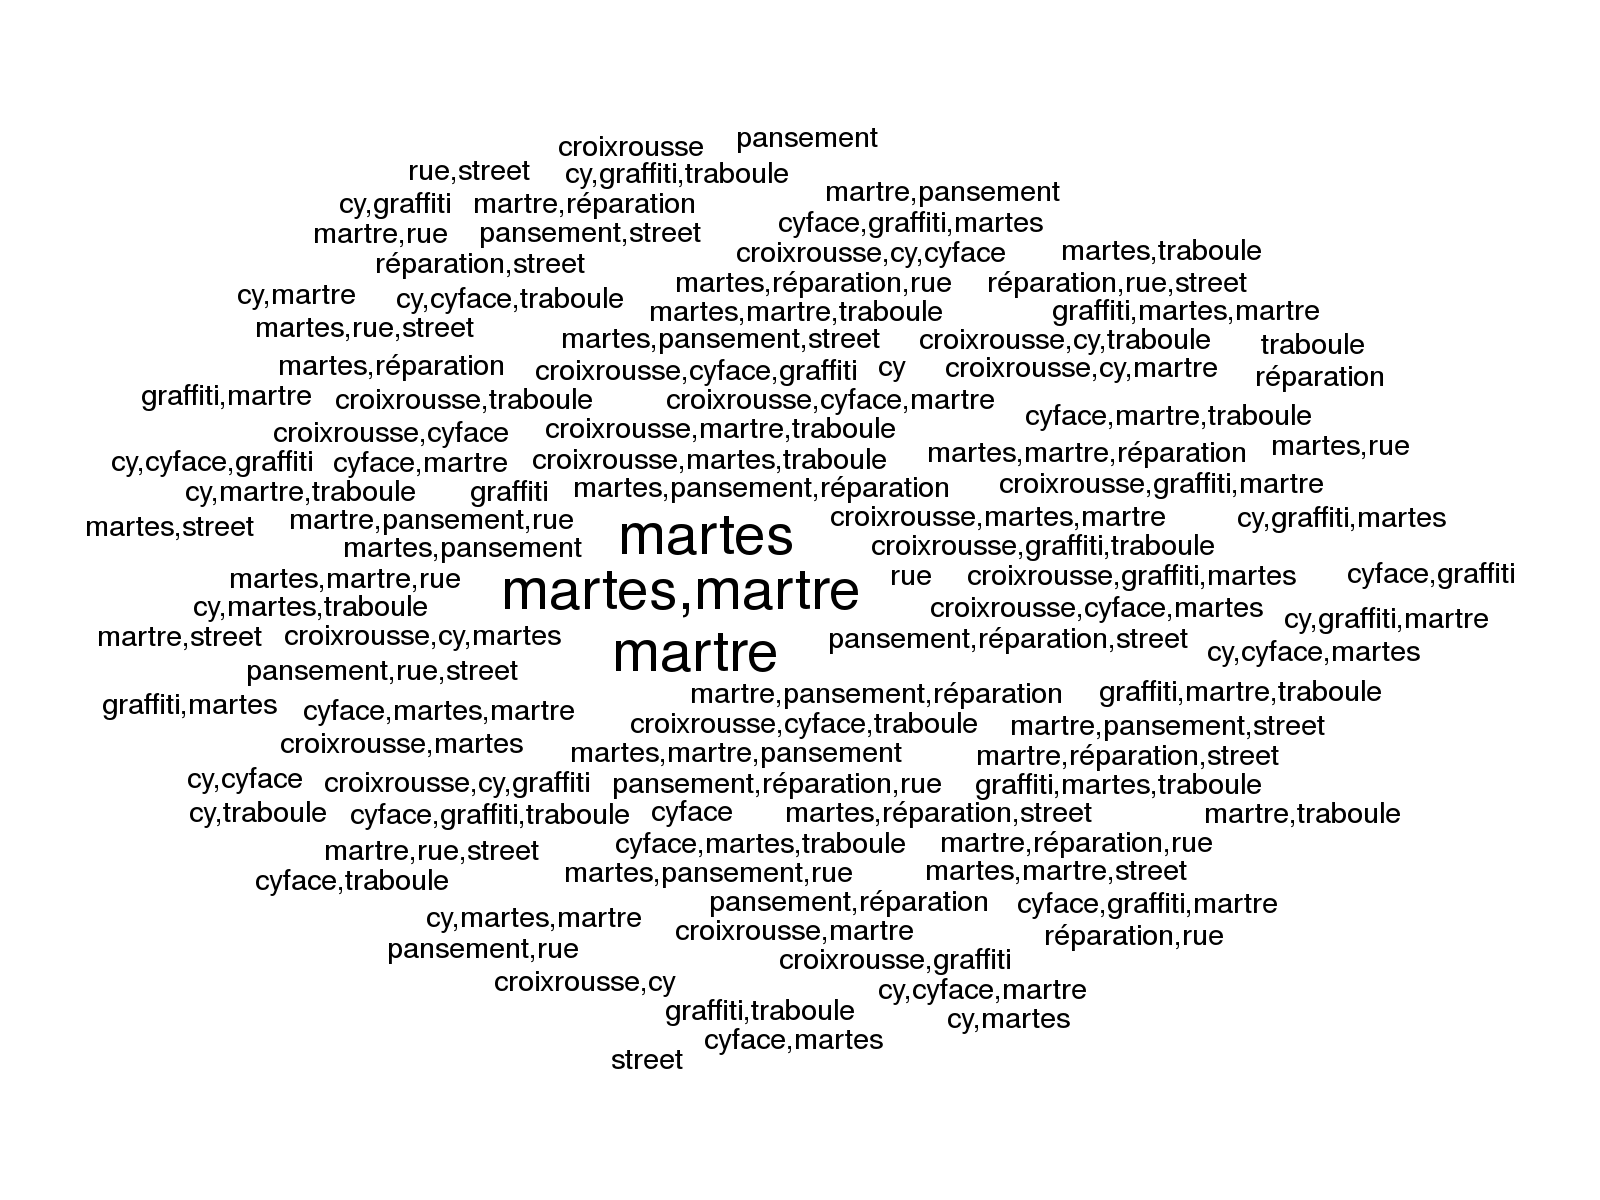 croixrousse pansement
rue,street cy,graffiti,traboule
martre,pansement
cy,graffiti martre,réparation
cyface,graffiti,martes
martre,rue pansement,street
croixrousse,cy,cyface martes,traboule
réparation,street
martes,réparation,rue réparation,rue,street
cy,martre cy,cyface,traboule
martes,martre,traboule graffiti,martes,martre
martes,rue,street
martes,pansement,street croixrousse,cy,traboule traboule
martes,réparation croixrousse,cyface,graffiti cy croixrousse,cy,martre réparation
graffiti,martre croixrousse,traboule croixrousse,cyface,martre
cyface,martre,traboule
croixrousse,cyface croixrousse,martre,traboule
martes,martre,réparation martes,rue
cy,cyface,graffiti cyface,martre croixrousse,martes,traboule
cy,martre,traboule graffiti martes,pansement,réparation croixrousse,graffiti,martre
martes,street martre,pansement,rue croixrousse,martes,martre cy,graffiti,martes
martes
martes,pansement croixrousse,graffiti,traboule
martes,martre,rue rue croixrousse,graffiti,martes cyface,graffiti
martes,martre
cy,martes,traboule croixrousse,cyface,martes cy,graffiti,martre
martre,street croixrousse,cy,martes pansement,réparation,street
martre cy,cyface,martes
pansement,rue,street
martre,pansement,réparation graffiti,martre,traboule
graffiti,martes cyface,martes,martre
croixrousse,cyface,traboule martre,pansement,street
croixrousse,martes martes,martre,pansement martre,réparation,street
cy,cyface croixrousse,cy,graffiti pansement,réparation,rue graffiti,martes,traboule
cy,traboule cyface,graffiti,traboule cyface martes,réparation,street martre,traboule
martre,rue,street cyface,martes,traboule martre,réparation,rue
cyface,traboule martes,pansement,rue martes,martre,street
pansement,réparation cyface,graffiti,martre
cy,martes,martre croixrousse,martre réparation,rue
pansement,rue croixrousse,graffiti
croixrousse,cy cy,cyface,martre
graffiti,traboule cy,martes
cyface,martes
street